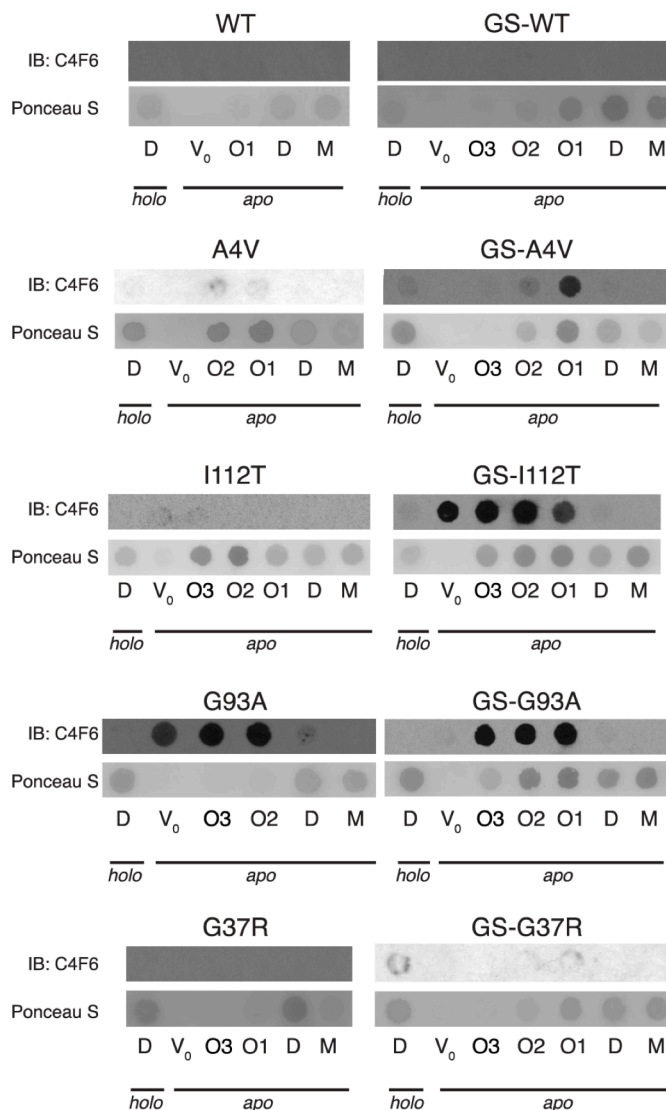 WT GS-WT
IB: C4F6
Ponceau S
D V0 O1 D M D V0 O3 O2 O1 D M
holo apo holo apo
A4V GS-A4V
IB: C4F6
Ponceau S
D V0 O2 O1 D M D V0 O3 O2 O1 D M
holo apo holo apo
I112T GS-I112T
IB: C4F6
Ponceau S
D V0 O3 O2 O1 D M D V0 O3 O2 O1 D M
holo apo holo apo
G93A GS-G93A
IB: C4F6
Ponceau S
D V0 O3 O2 D M D V0 O3 O2 O1 D M
holo apo holo apo
G37R GS-G37R
IB: C4F6
Ponceau S
D V0 O3 O1 D M D V0 O3 O2 O1 D M
holo apo holo apo